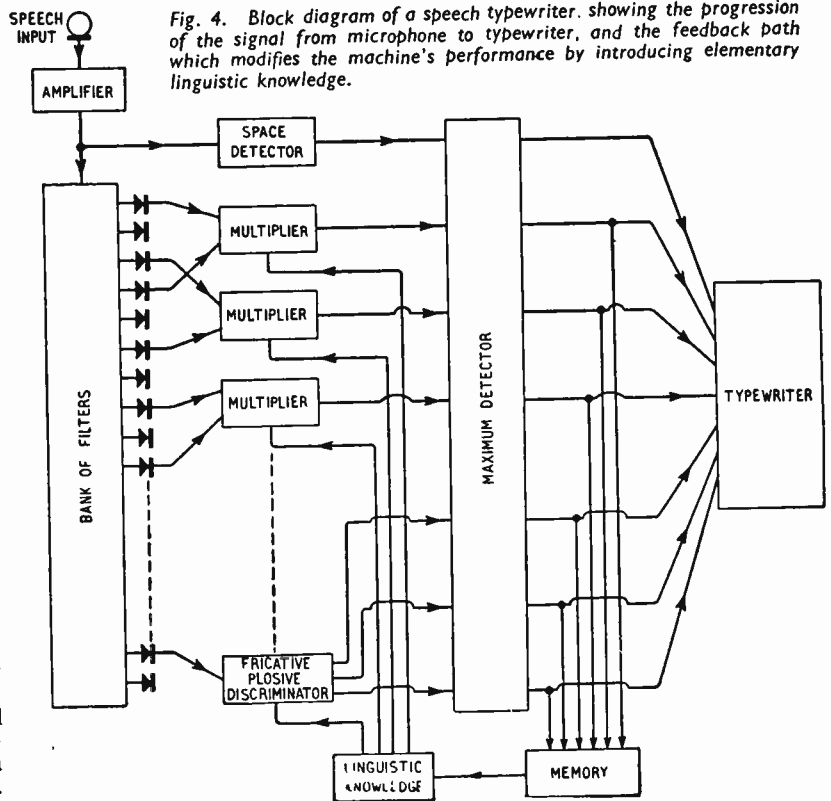 SPEECH
INPUT
Fig. 4. Block diagram of a speech typewriter. showing the progression
of the signal from microphone to typewriter, and the feedback path
which modifies the machine's performance by introducing elementary
linguistic knowledge.
AMPLIFIER
SPACE
DETECTOR
BANK OF FILTERS
MULTIPLIER
MULTIPLIER
MULTIPLIER
FRICATIVE
PLOSIVE
DISCRIMINATOR
MAXIMUM DETECTOR
TYPEWRITER
LINGUISTIC
KNOWLEDGE
MEMORY